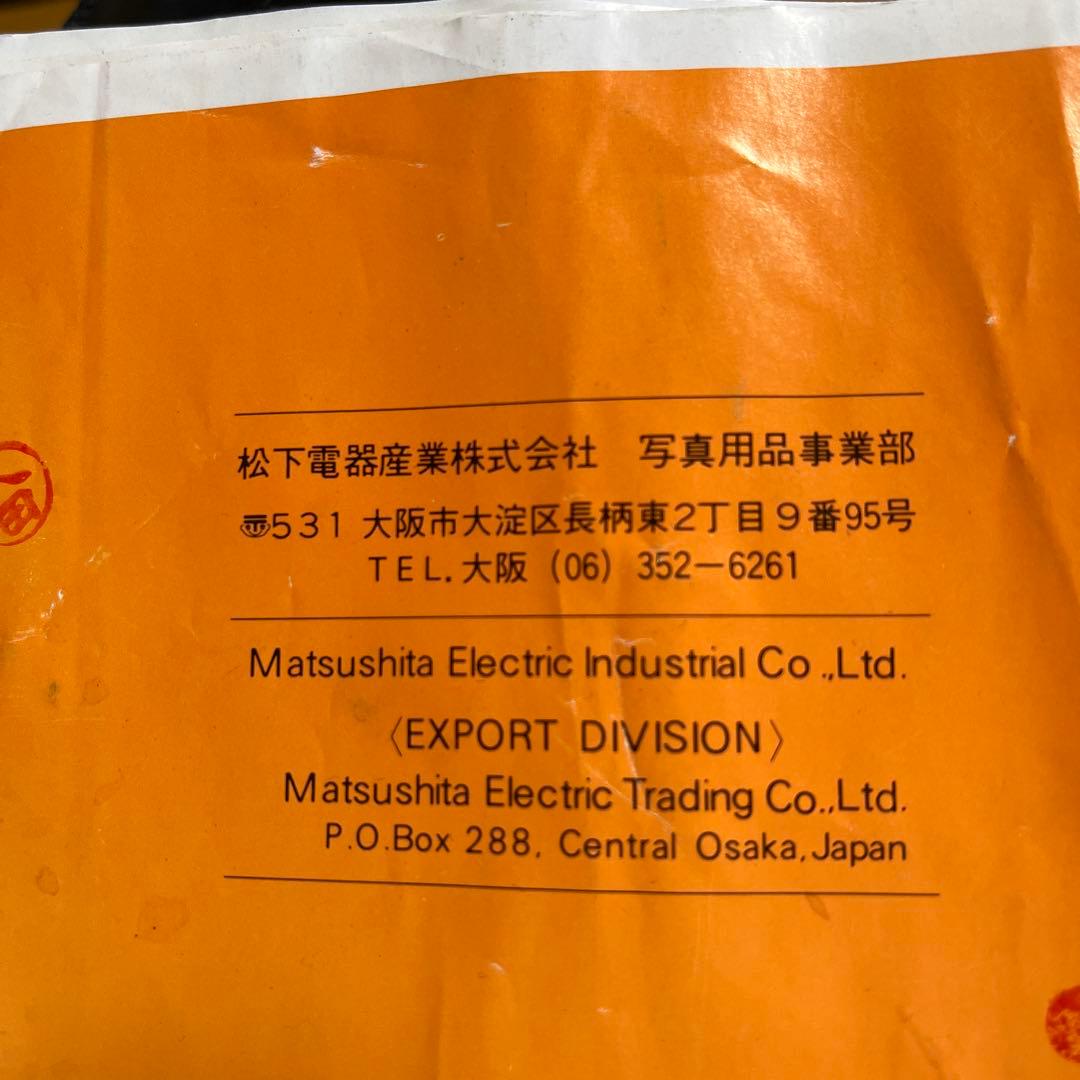 松下電器産業株式会社 写真用品事業部
〠531 大阪市大淀区長柄東2丁目9番95号
TEL.大阪 (06) 352-6261
Matsushita Electric Industrial Co.,Ltd.
〈EXPORT DIVISION〉
Matsushita Electric Trading Co.,Ltd.
P.O.Box 288, Central Osaka,Japan